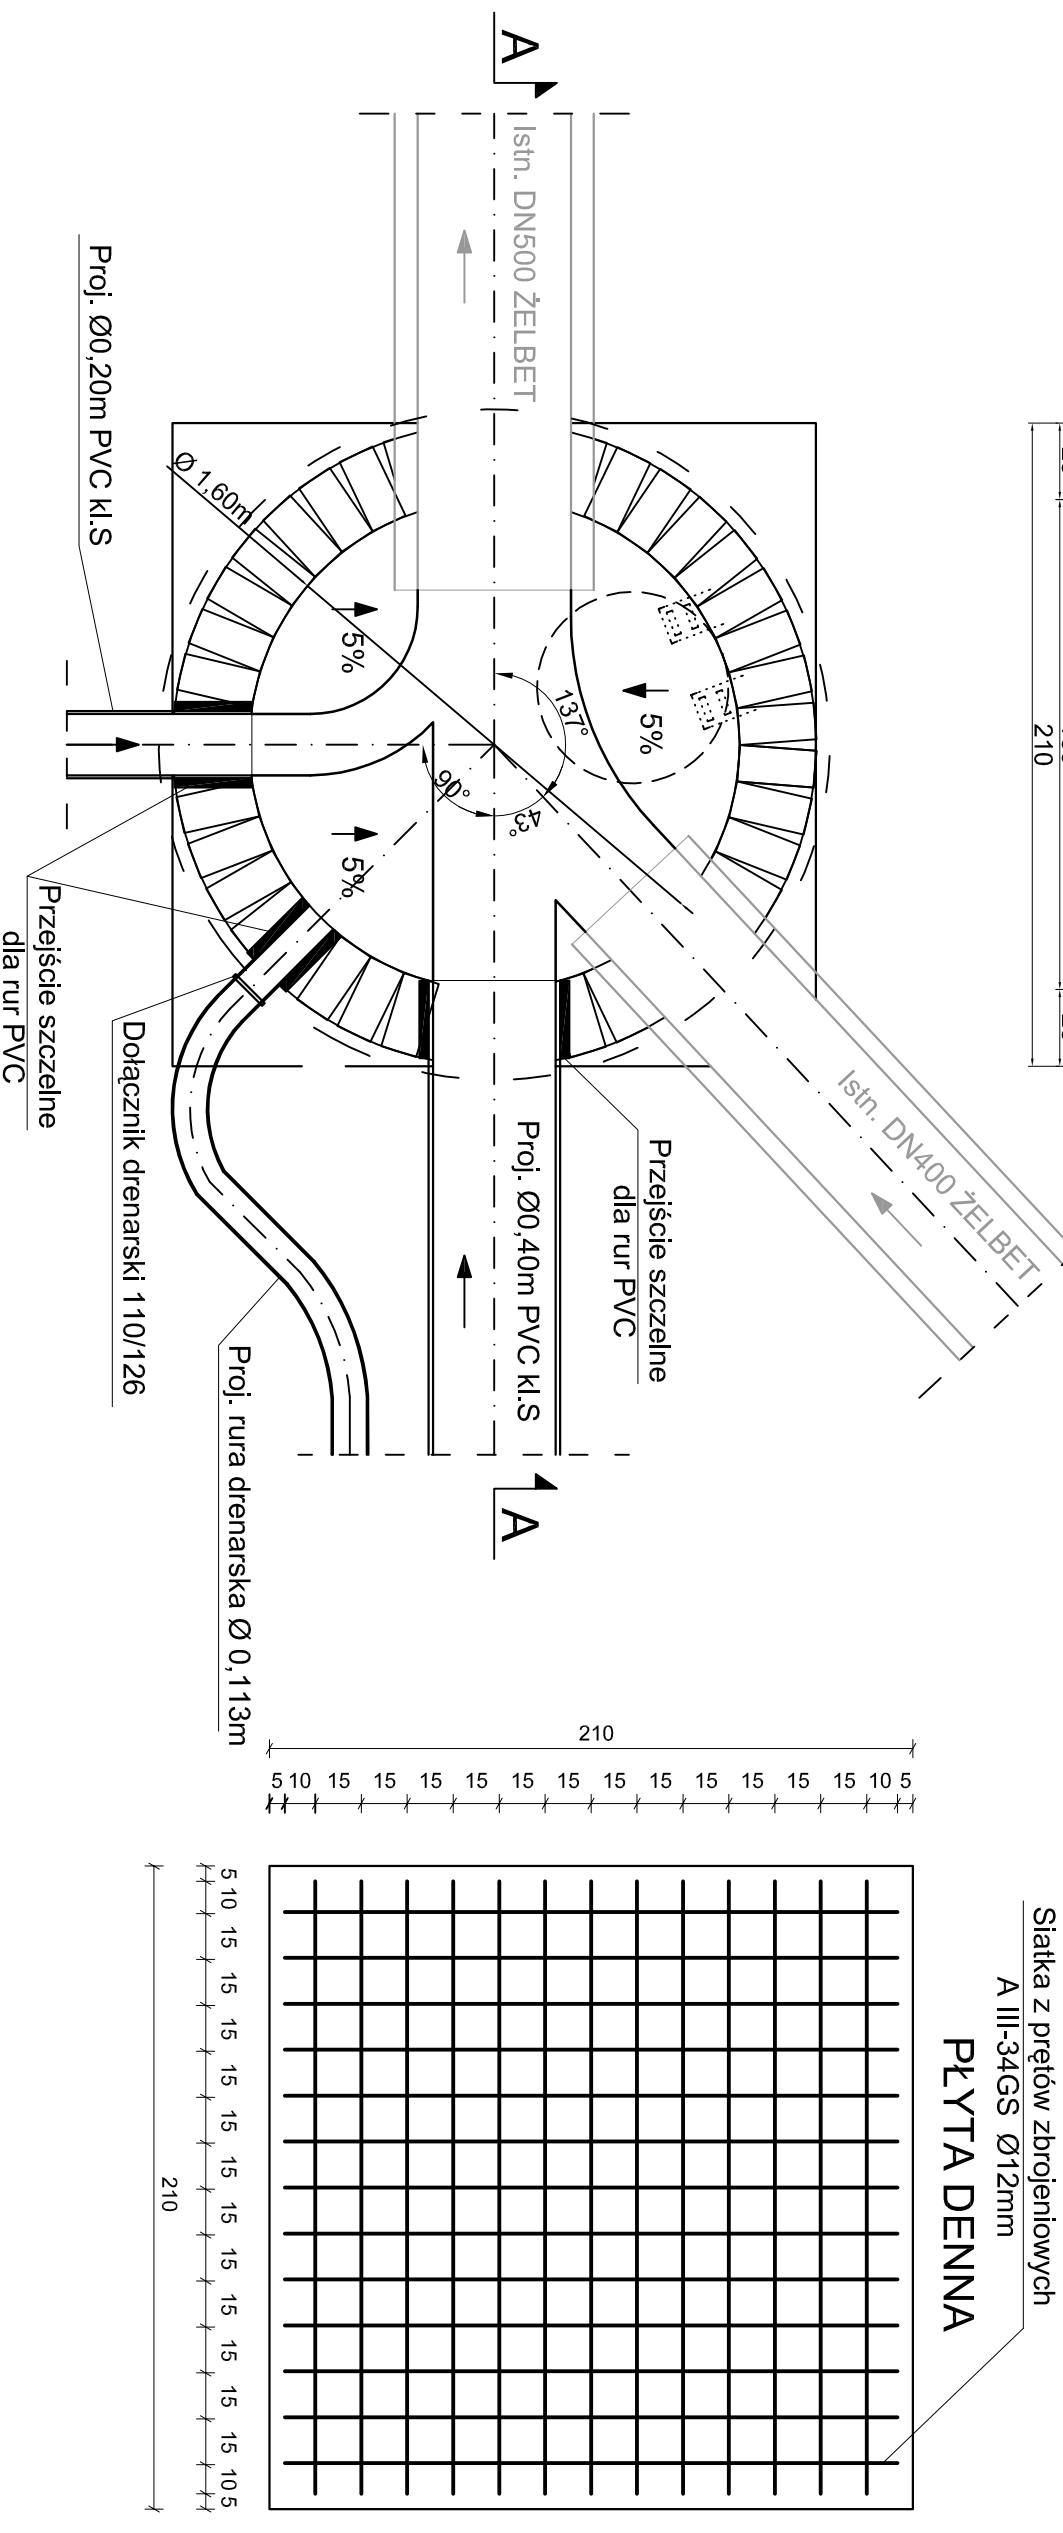 A
Istn. DN500 ŻELBET
Proj. Ø0,20m PVC kl.S
Ø 1,60m
5%
5%
5%
137°
90°
43°
210
Przejście szczelne
dla rur PVC
Dołącznik drenarski 110/126
Proj. rura drenarska Ø 0,113m
Proj. Ø0,40m PVC kl.S
Przejście szczelne
dla rur PVC
Istn. DN400 ŻELBET
A
Siatka z prętów zbrojeniowych
A III-34GS Ø12mm
PŁYTA DENNA
210
5 10 15 15 15 15 15 15 15 15 15 15 15 15 10 5
5 10 15 15 15 15 15 15 15 15 15 15 15 15 10 5
210